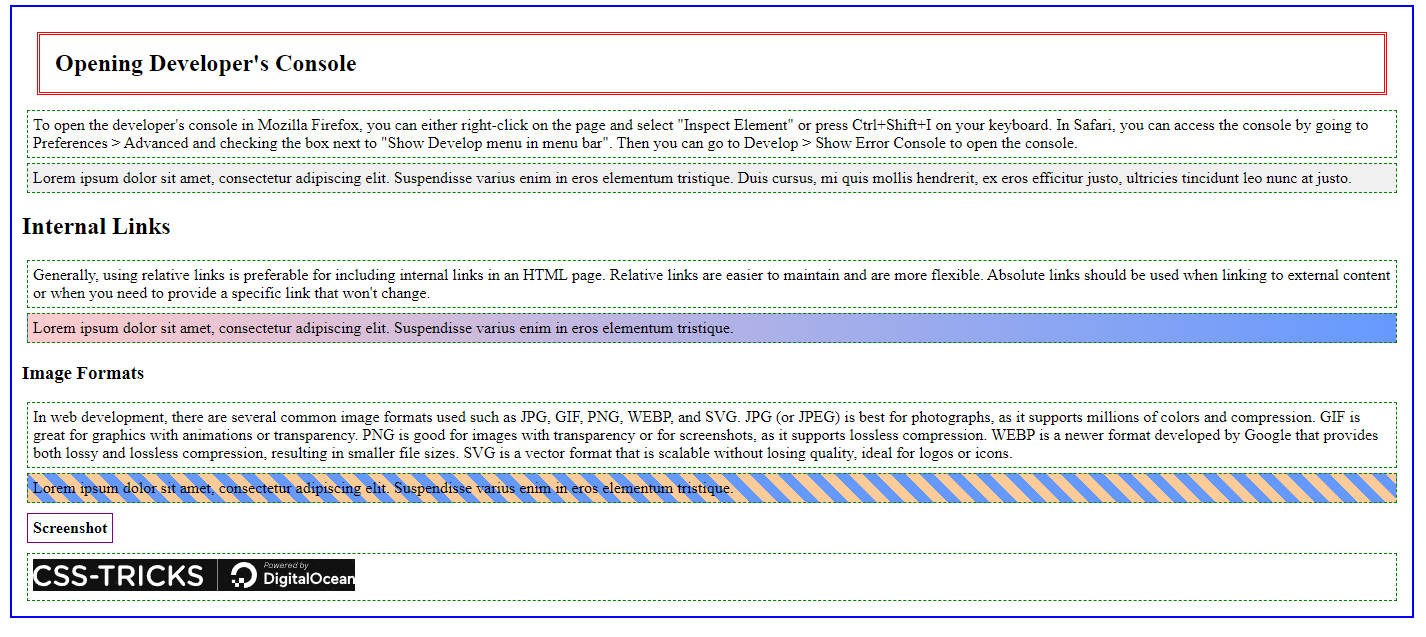 Opening Developer's Console
To open the developer's console in Mozilla Firefox, you can either right-click on the page and select "Inspect Element" or press Ctrl+Shift+I on your keyboard. In Safari, you can access the console by going to
Preferences > Advanced and checking the box next to "Show Develop menu in menu bar". Then you can go to Develop > Show Error Console to open the console.
Lorem ipsum dolor sit amet, consectetur adipiscing elit. Suspendisse varius enim in eros elementum tristique. Duis cursus, mi quis mollis hendrerit, ex eros efficitur justo, ultricies tincidunt leo nunc at justo.
Internal Links
Generally, using relative links is preferable for including internal links in an HTML page. Relative links are easier to maintain and are more flexible. Absolute links should be used when linking to external content
or when you need to provide a specific link that won't change.
Lorem ipsum dolor sit amet, consectetur adipiscing elit. Suspendisse varius enim in eros elementum tristique.
Image Formats
In web development, there are several common image formats used such as JPG, GIF, PNG, WEBP, and SVG. JPG (or JPEG) is best for photographs, as it supports millions of colors and compression. GIF is
great for graphics with animations or transparency. PNG is good for images with transparency or for screenshots, as it supports lossless compression. WEBP is a newer format developed by Google that provides
both lossy and lossless compression, resulting in smaller file sizes. SVG is a vector format that is scalable without losing quality, ideal for logos or icons.
Lorem ipsum dolor sit amet, consectetur adipiscing elit. Suspendisse varius enim in eros elementum tristique.
Screenshot
CSS-TRICKS
Powered by
DigitalOcean